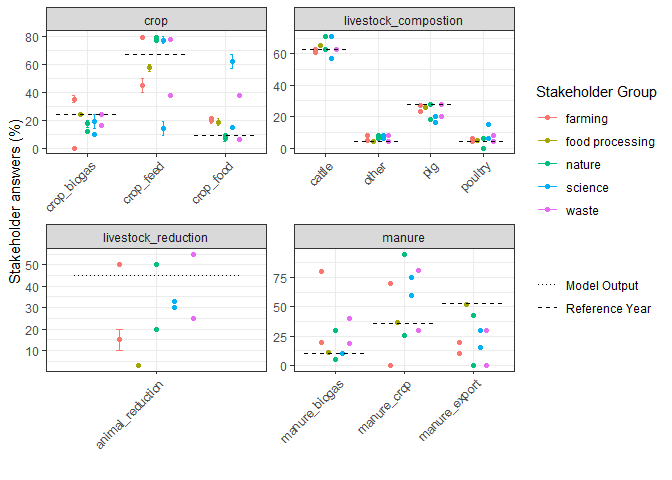 crop
livestock_compostion
80
60
40
20
0
60
40
20
0
crop_biogas
crop_feed
crop_food
cattle
other
pig
poultry
Stakeholder answers (%)
livestock_reduction
manure
50
40
30
20
10
75
50
25
0
animal_reduction
manure_biogas
manure_crop
manure_export
Stakeholder Group
farming
food processing
nature
science
waste
Model Output
Reference Year